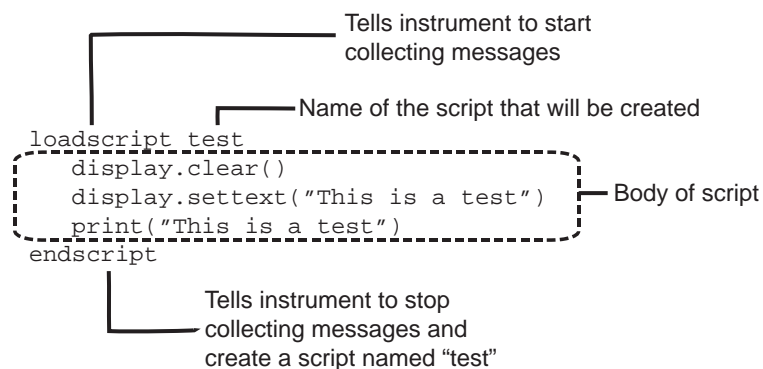 Tells instrument to start
collecting messages
Name of the script that will be created
loadscript test
display.clear()
display.settext("This is a test")
print("This is a test")
Body of script
endscript
Tells instrument to stop
collecting messages and
create a script named “test”